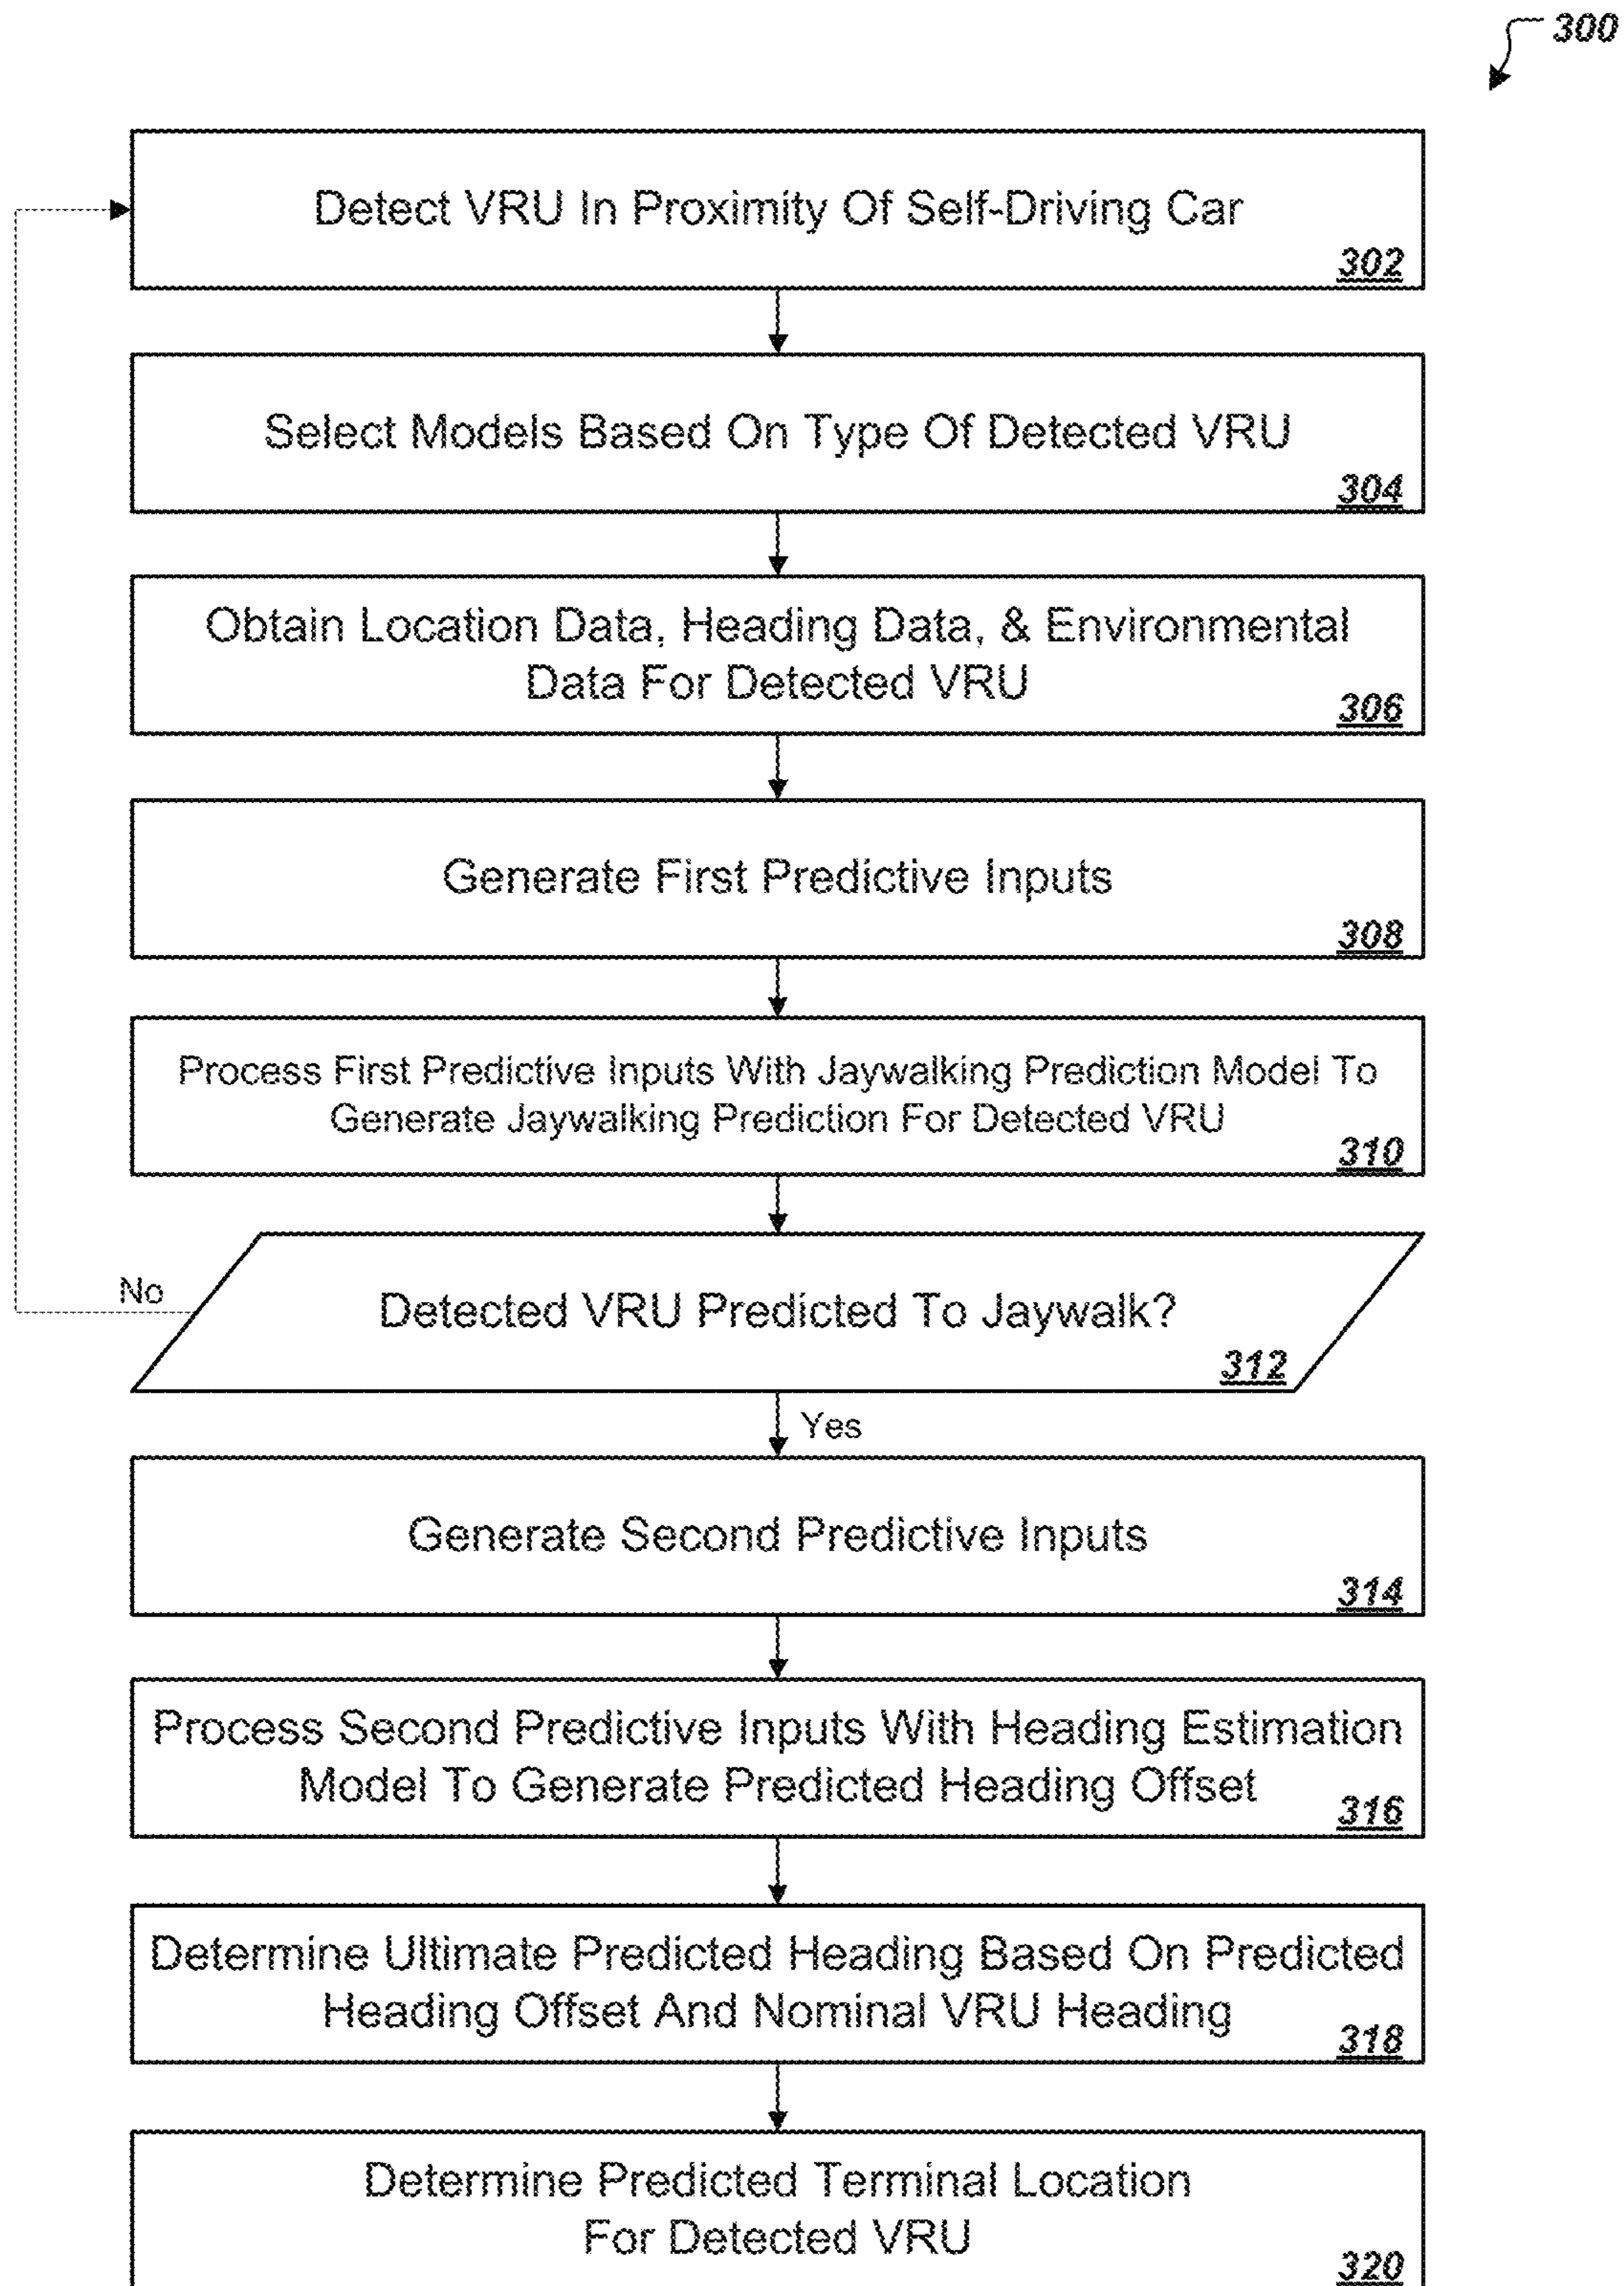 300
Detect VRU In Proximity Of Self-Driving Car
302
Select Models Based On Type Of Detected VRU
304
Obtain Location Data, Heading Data, & Environmental
Data For Detected VRU
306
Generate First Predictive Inputs
308
Process First Predictive Inputs With Jaywalking Prediction Model To
Generate Jaywalking Prediction For Detected VRU
310
No
Detected VRU Predicted To Jaywalk?
312
Yes
Generate Second Predictive Inputs
314
Process Second Predictive Inputs With Heading Estimation
Model To Generate Predicted Heading Offset
316
Determine Ultimate Predicted Heading Based On Predicted
Heading Offset And Nominal VRU Heading
318
Determine Predicted Terminal Location
For Detected VRU
320